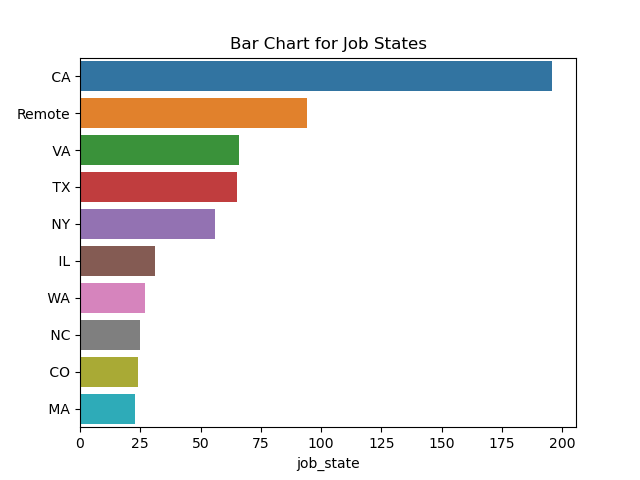 Bar Chart for Job States
CA
Remote
VA
TX
NY
IL
WA
NC
CO
MA
0 25 50 75 100 125 150 175 200
job_state